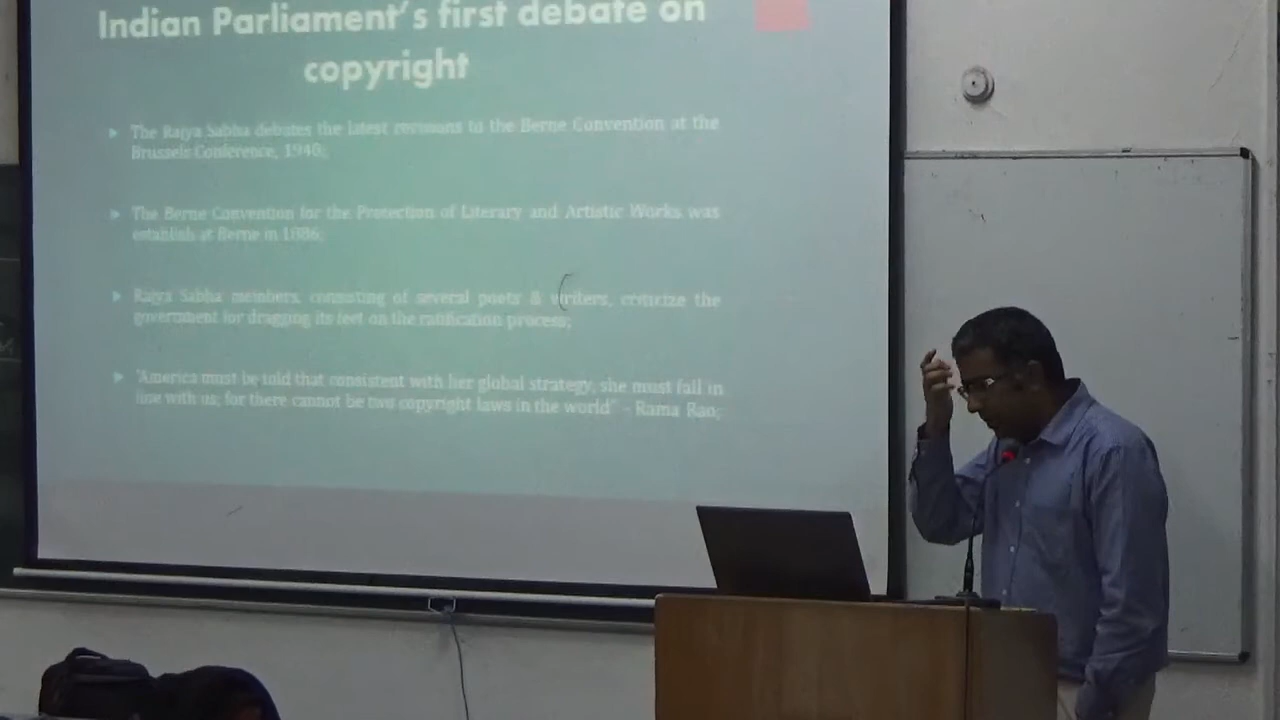 Indian Parliament's first debate on
copyright
The Rajya Sabha debates the latest revisions to the Berne Convention at the
Brussels Conference, 1940;
The Berne Convention for the Protection of Literary and Artistic Works was
establish at Berne in 1886;
Rajya Sabha members, consisting of several poets & writers, criticize the
government for dragging its feet on the ratification process;
"America must be told that consistent with her global strategy, she must fall in
line with us; for there cannot be two copyright laws in the world" - Rama Rao;